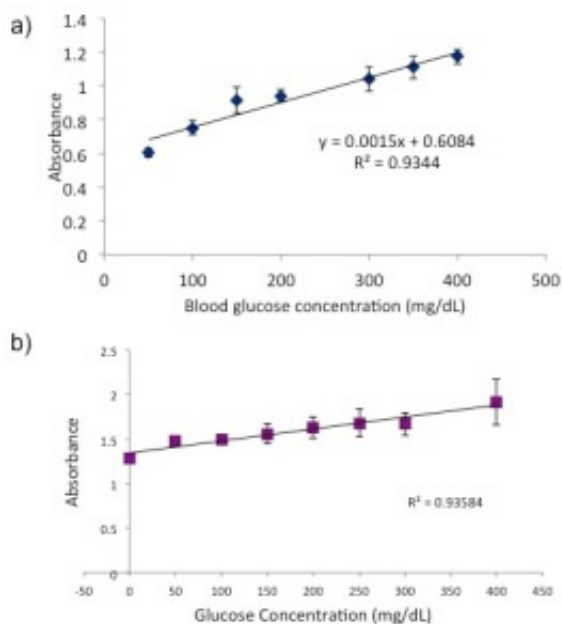 a)
1.4
1.2
1
0.8
0.6
0.4
0.2
0
Absorbance
y = 0.0015x + 0.6084
R² = 0.9344
0 100 200 300 400 500
Blood glucose concentration (mg/dL)
b)
2.5
2
1.5
1
0.5
0
Absorbance
R² = 0.93584
-50 0 50 100 150 200 250 300 350 400 450
Glucose Concentration (mg/dL)